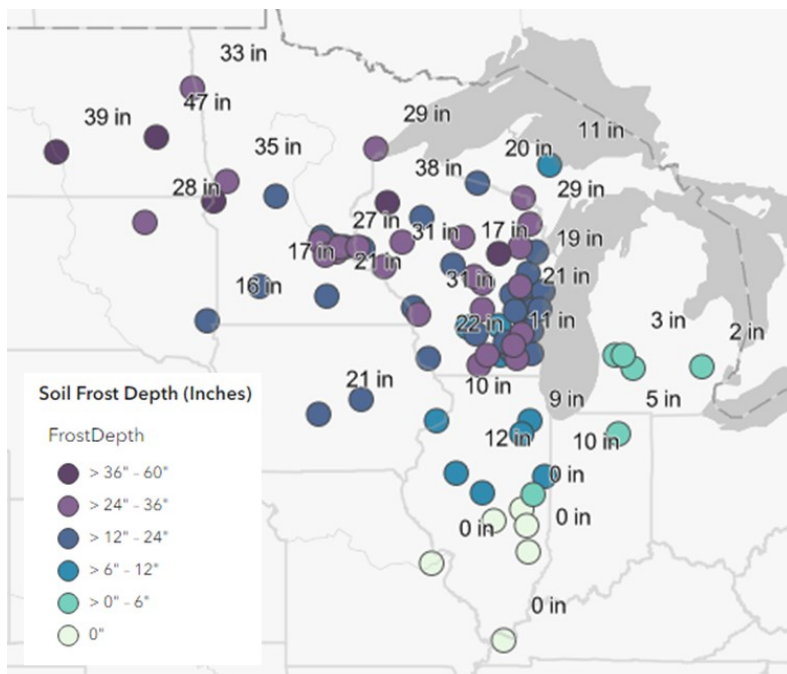 33 in
47 in
39 in
29 in
11 in
35 in
20 in
38 in
28 in
29 in
27 in
31 in
17 in
19 in
17 in
21 in
31 in
21 in
16 in
22 in
11 in
3 in
2 in
21 in
10 in
9 in
5 in
12 in
10 in
0 in
0 in
0 in
0 in
Soil Frost Depth (Inches)
FrostDepth
> 36" - 60"
> 24" - 36"
> 12" - 24"
> 6" - 12"
> 0" - 6"
0"